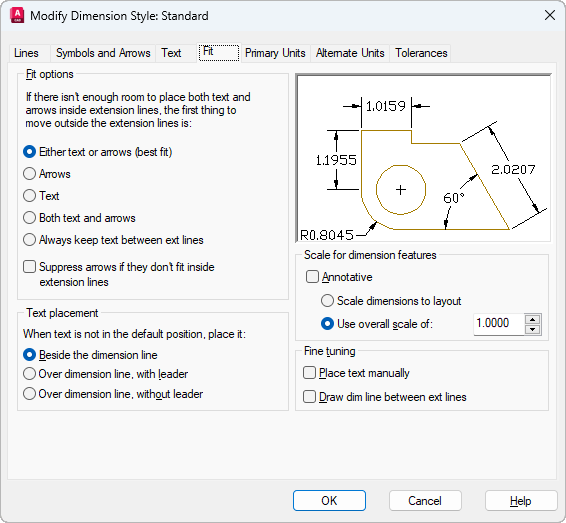 Modify Dimension Style: Standard
Lines Symbols and Arrows Text Fit Primary Units Alternate Units Tolerances
Fit options
If there isn't enough room to place both text and
arrows inside extension lines, the first thing to
move outside the extension lines is:
Either text or arrows (best fit)
Arrows
Text
Both text and arrows
Always keep text between ext lines
Suppress arrows if they don't fit inside
extension lines
Text placement
When text is not in the default position, place it:
Beside the dimension line
Over dimension line, with leader
Over dimension line, without leader
1.0159
1.1955
2.0207
60°
R0.8045
Scale for dimension features
Annotative
Scale dimensions to layout
Use overall scale of: 1.0000
Fine tuning
Place text manually
Draw dim line between ext lines
OK Cancel Help